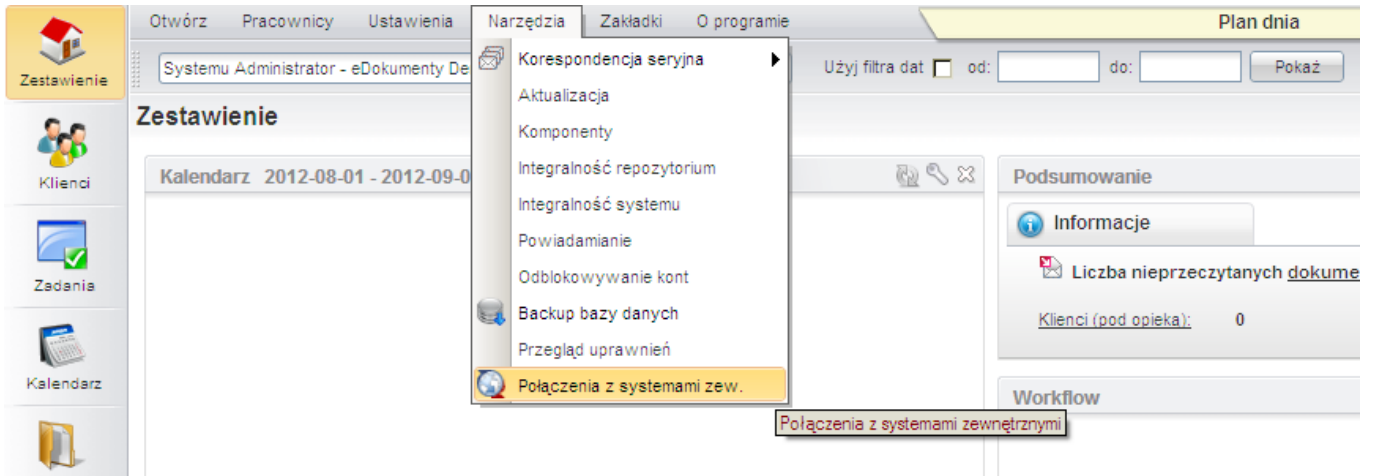 Otwórz Pracownicy Ustawienia Narzędzia Zakładki O programie Plan dnia
Zestawienie
Systemu Administrator - eDokumenty De
Użyj filtra dat od: do: Pokaż
Zestawienie
Klienci
Zadania
Kalendarz
Korespondencja seryjna
Aktualizacja
Komponenty
Integralność repozytorium
Integralność systemu
Powiadamianie
Odblokowywanie kont
Backup bazy danych
Przegląd uprawnień
Połączenia z systemami zew.
Połączenia z systemami zewnętrznymi
Kalendarz 2012-08-01 - 2012-09-0
Podsumowanie
Informacje
Liczba nieprzeczytanych dokume
Klienci (pod opieka): 0
Workflow